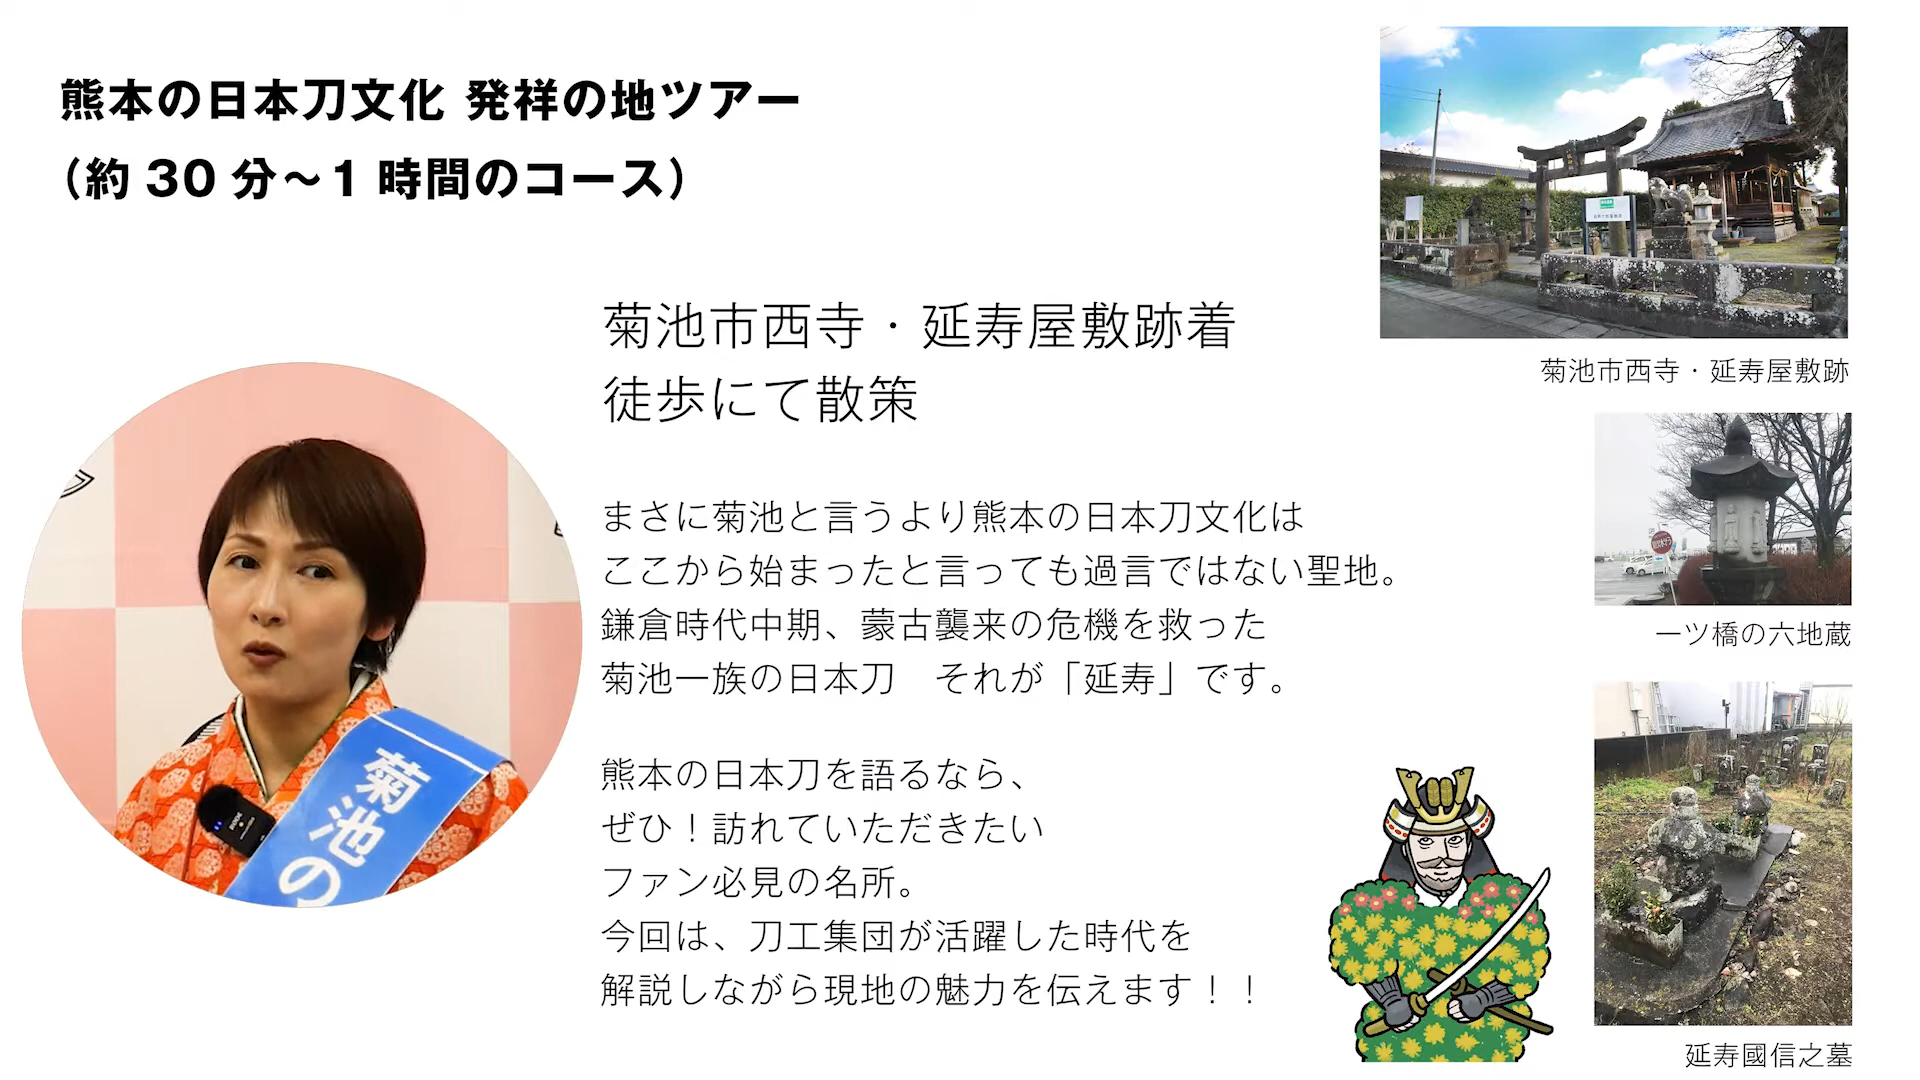 熊本の日本刀文化 発祥の地ツアー
（約 30 分～1 時間のコース）
菊池市西寺・延寿屋敷跡着
徒歩にて散策
まさに菊池と言うより熊本の日本刀文化は
ここから始まったと言っても過言ではない聖地。
鎌倉時代中期、蒙古襲来の危機を救った
菊池一族の日本刀　それが「延寿」です。
熊本の日本刀を語るなら、
ぜひ！訪れていただきたい
ファン必見の名所。
今回は、刀工集団が活躍した時代を
解説しながら現地の魅力を伝えます！！
菊池の
菊池市西寺・延寿屋敷跡
一ツ橋の六地蔵
延寿國信之墓